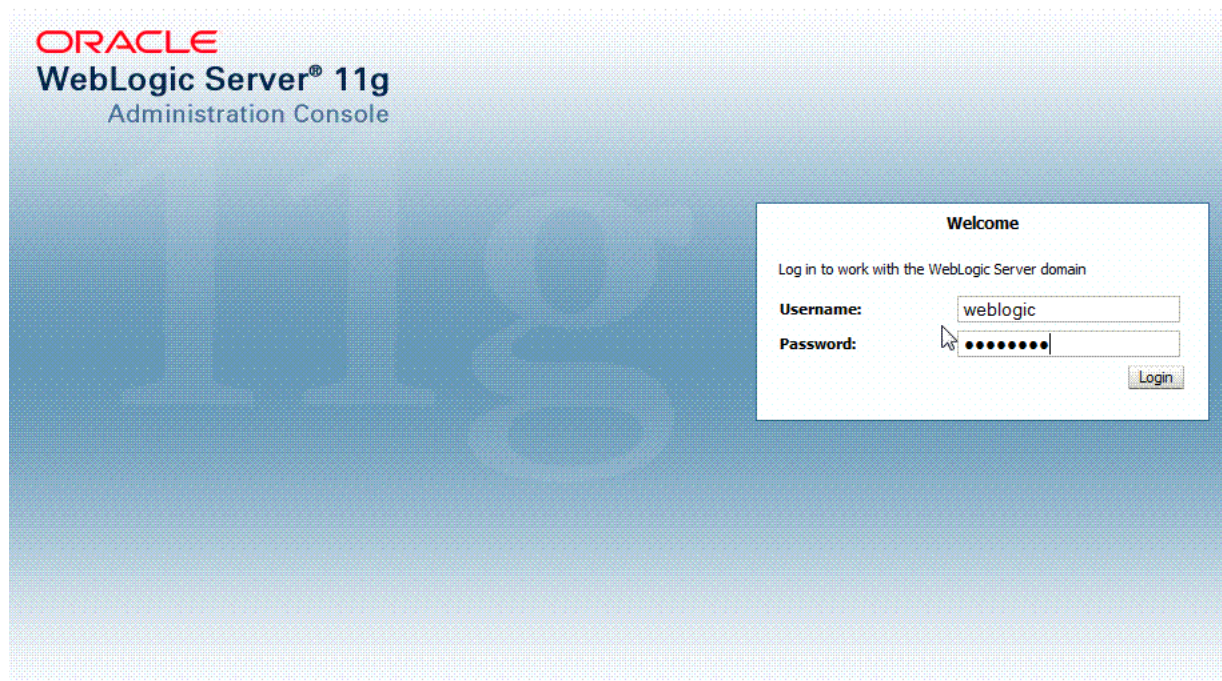 ORACLE
WebLogic Server® 11g
Administration Console
11g
Welcome
Log in to work with the WebLogic Server domain
Username: weblogic
Password: ••••••••
Login